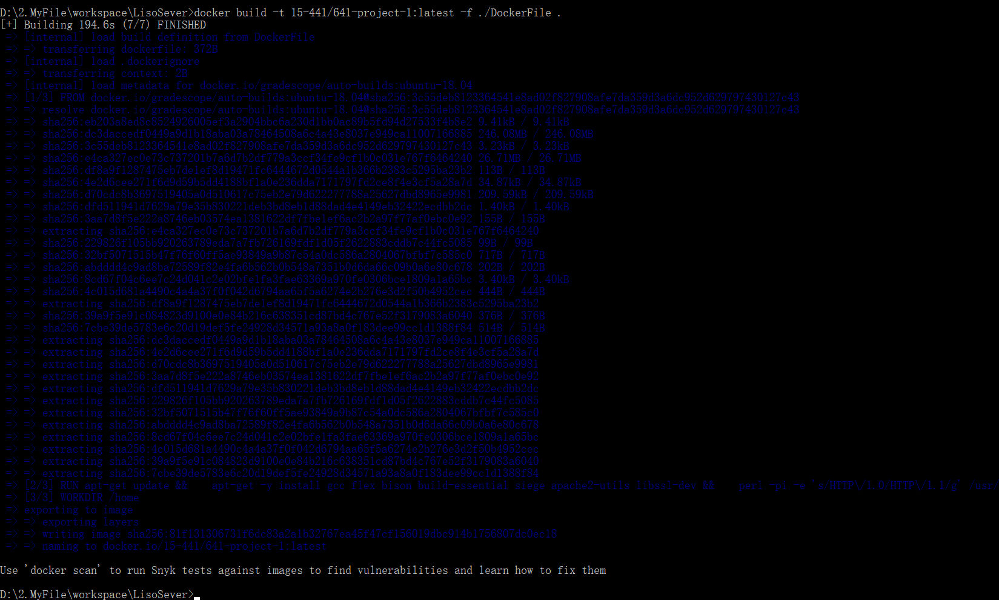 D:\2.MyFile\workspace\LisoSever>docker build -t 15-441/641-project-1:latest -f ./DockerFile .
[+] Building 194.6s (7/7) FINISHED
=> [internal] load build definition from DockerFile
=> => transferring dockerfile: 372B
=> [internal] load .dockerignore
=> => transferring context: 2B
=> [internal] load metadata for docker.io/gradescope/auto-builds:ubuntu-18.04
=> [1/3] FROM docker.io/gradescope/auto-builds:ubuntu-18.04@sha256:3c55deb8123364541e8ad02f827908afe7da359d3a6dc952d629797430127c43
=> => resolve docker.io/gradescope/auto-builds:ubuntu-18.04@sha256:3c55deb8123364541e8ad02f827908afe7da359d3a6dc952d629797430127c43
=> => sha256:eb203a8ed8c8524926005ef3a2904bbc6a230d1bb0ac89b5fd94d27533f4b8e2 9.41kB / 9.41kB
=> => sha256:dc3daccedf0449a9d1b18aba03a78464508a6c4a43e8037e949ca11007166885 246.08MB / 246.08MB
=> => sha256:3c55deb8123364541e8ad02f827908afe7da359d3a6dc952d629797430127c43 3.23kB / 3.23kB
=> => sha256:e4ca327ec0e73c737201b7a6d7b2df779a3ccf34fe9cf1b0c031e767f6464240 26.71MB / 26.71MB
=> => sha256:df8a9f1287475eb7de1ef8d19471fc6444672d0544a1b366b2383c5295ba23b2 113B / 113B
=> => sha256:4e2d6cee271f6d9d59b5dd4188bf1a0e236dda7171797fd2ce8f4e3cf5a28a7d 34.87kB / 34.87kB
=> => sha256:d70cdc8b3697519405a0d510617c75eb2e79d622277788a25627dbd8965e9981 209.59kB / 209.59kB
=> => sha256:dfd511941d7629a79e35b830221deb3bd8eb1d88dad4e4149eb32422ecdbb2dc 1.40kB / 1.40kB
=> => sha256:3aa7d8f5e222a8746eb03574ea1381622df7fbe1ef6ac2b2a97f77af0ebc0e92 155B / 155B
=> => extracting sha256:e4ca327ec0e73c737201b7a6d7b2df779a3ccf34fe9cf1b0c031e767f6464240
=> => sha256:229826f105bb920263789eda7a7fb726169fdf1d05f2622883cddb7c44fc5085 99B / 99B
=> => sha256:32bf5071515b47f76f60ff5ae93849a9b87c54a0dc586a2804067bfbf7c585c0 717B / 717B
=> => sha256:abdddd4c9ad8ba72589f82e4fa6b562b0b548a7351b0d6da66c09b0a6e80c678 202B / 202B
=> => sha256:8cd67f04c6ee7c24d041c2e02bfe1fa3fae63369a970fe0306bce1809a1a65bc 3.40kB / 3.40kB
=> => sha256:4c015d681a4490c4a4a37f0f042d6794aa65f5a6274e2b276e3d2f50b4952cec 444B / 444B
=> => extracting sha256:df8a9f1287475eb7de1ef8d19471fc6444672d0544a1b366b2383c5295ba23b2
=> => sha256:39a9f5e91c084823d9100e0e84b216c638351cd87bd4c767e52f3179083a6040 376B / 376B
=> => sha256:7cbe39de5783e6c20d19def5fe24928d34571a93a8a0f183dee99cc1d1388f84 514B / 514B
=> => extracting sha256:dc3daccedf0449a9d1b18aba03a78464508a6c4a43e8037e949ca11007166885
=> => extracting sha256:4e2d6cee271f6d9d59b5dd4188bf1a0e236dda7171797fd2ce8f4e3cf5a28a7d
=> => extracting sha256:d70cdc8b3697519405a0d510617c75eb2e79d622277788a25627dbd8965e9981
=> => extracting sha256:3aa7d8f5e222a8746eb03574ea1381622df7fbe1ef6ac2b2a97f77af0ebc0e92
=> => extracting sha256:dfd511941d7629a79e35b830221deb3bd8eb1d88dad4e4149eb32422ecdbb2dc
=> => extracting sha256:229826f105bb920263789eda7a7fb726169fdf1d05f2622883cddb7c44fc5085
=> => extracting sha256:32bf5071515b47f76f60ff5ae93849a9b87c54a0dc586a2804067bfbf7c585c0
=> => extracting sha256:abdddd4c9ad8ba72589f82e4fa6b562b0b548a7351b0d6da66c09b0a6e80c678
=> => extracting sha256:8cd67f04c6ee7c24d041c2e02bfe1fa3fae63369a970fe0306bce1809a1a65bc
=> => extracting sha256:4c015d681a4490c4a4a37f0f042d6794aa65f5a6274e2b276e3d2f50b4952cec
=> => extracting sha256:39a9f5e91c084823d9100e0e84b216c638351cd87bd4c767e52f3179083a6040
=> => extracting sha256:7cbe39de5783e6c20d19def5fe24928d34571a93a8a0f183dee99cc1d1388f84
=> [2/3] RUN apt-get update &&    apt-get -y install gcc flex bison build-essential siege apache2-utils libssl-dev &&    perl -pi -e 's/HTTP\/1.0/HTTP\/1.1/g' /usr/
=> [3/3] WORKDIR /home
=> exporting to image
=> => exporting layers
=> => writing image sha256:81f131306731f6dc83a2a1b32767ea45f47cf156019dbc914b1756807dc0ec18
=> => naming to docker.io/15-441/641-project-1:latest
Use 'docker scan' to run Snyk tests against images to find vulnerabilities and learn how to fix them
D:\2.MyFile\workspace\LisoSever>